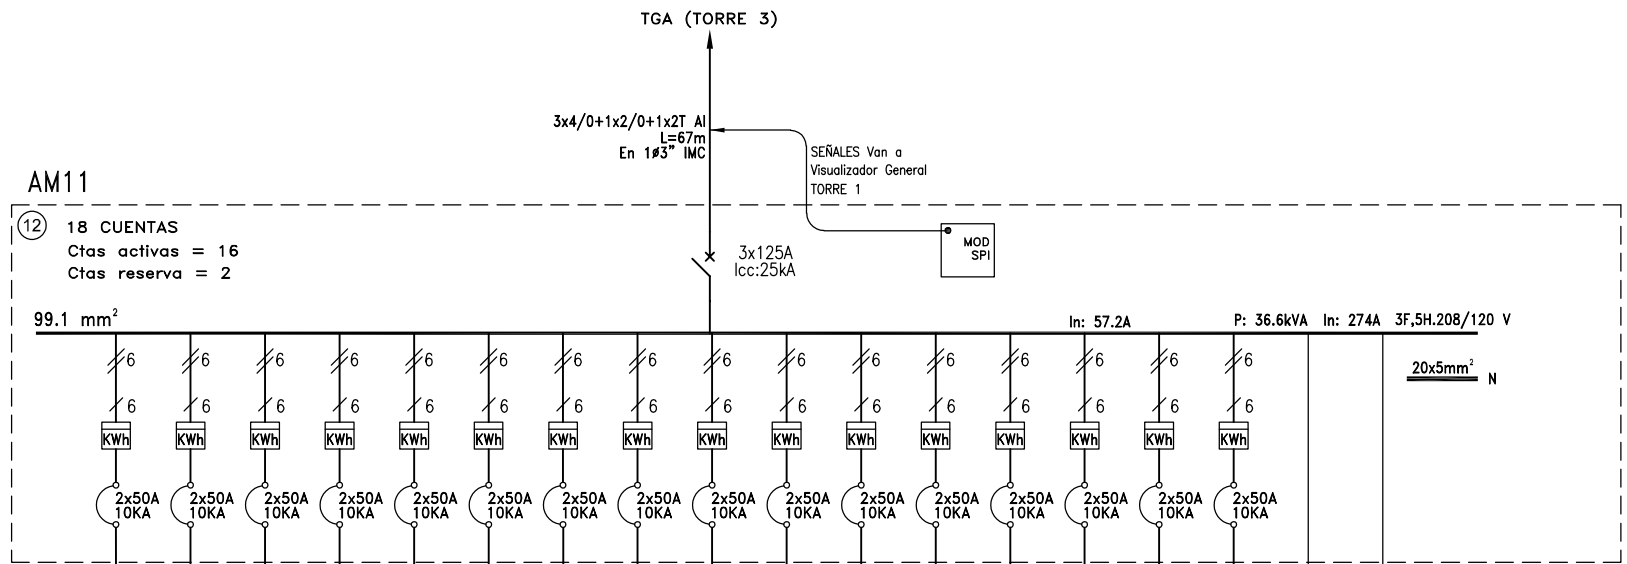 TGA (TORRE 3)
3x4/0+1x2/0+1x2T Al
L=67m
En 1ø3" IMC
SEÑALES Van a
Visualizador General
TORRE 1
AM11
12
18 CUENTAS
Ctas activas = 16
Ctas reserva = 2
3x125A
Icc:25kA
MOD
SPI
99.1 mm²
In: 57.2A
P: 36.6kVA
In: 274A
3F,5H.208/120 V
20x5mm²
N
6 6 6 6 6 6 6 6 6 6 6 6 6 6 6 6
6 6 6 6 6 6 6 6 6 6 6 6 6 6 6 6
KWh KWh KWh KWh KWh KWh KWh KWh KWh KWh KWh KWh KWh KWh KWh KWh
2x50A 2x50A 2x50A 2x50A 2x50A 2x50A 2x50A 2x50A 2x50A 2x50A 2x50A 2x50A 2x50A 2x50A 2x50A 2x50A
10KA 10KA 10KA 10KA 10KA 10KA 10KA 10KA 10KA 10KA 10KA 10KA 10KA 10KA 10KA 10KA